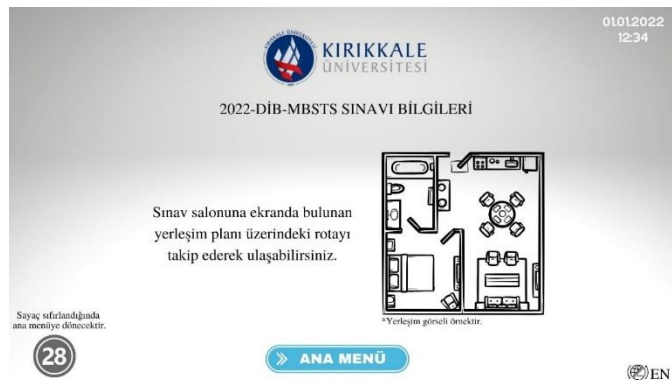 01.01.2022
12:34
KIRIKKALE
ÜNİVERSİTESİ
2022-DİB-MBSTS SINAVI BİLGİLERİ
Sınav salonuna ekranda bulunan
yerleşim planı üzerindeki rotayı
takip ederek ulaşabilirsiniz.
*Yerleşim görseli örnektir.
Sayaç sıfırlandığında
ana menüye dönecektir.
28
ANA MENÜ
EN